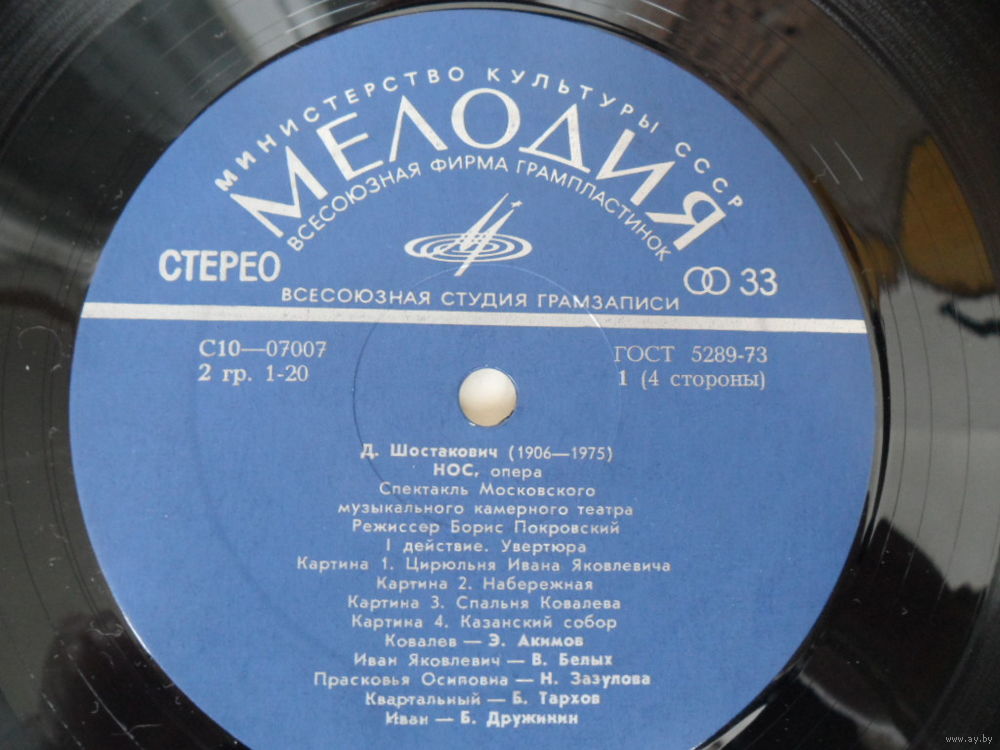 МИНИСТЕРСТВО КУЛЬТУРЫ СССР
МЕЛОДИЯ
ВСЕСОЮЗНАЯ ФИРМА ГРАМПЛАСТИНОК
СТЕРЕО
33
ВСЕСОЮЗНАЯ СТУДИЯ ГРАМЗАПИСИ
С10—07007
ГОСТ 5289-73
2 гр. 1-20
1 (4 стороны)
Д. Шостакович (1906—1975)
НОС, опера
Спектакль Московского
музыкального камерного театра
Режиссер Борис Покровский
I действие. Увертюра
Картина 1. Цирюльня Ивана Яковлевича
Картина 2. Набережная
Картина 3. Спальня Ковалева
Картина 4. Казанский собор
Ковалев — Э. Акимов
Иван Яковлевич — В. Белых
Прасковья Осиповна — Н. Зазулова
Квартальный — Б. Тархов
Иван — Б. Дружинин
www.ay.by